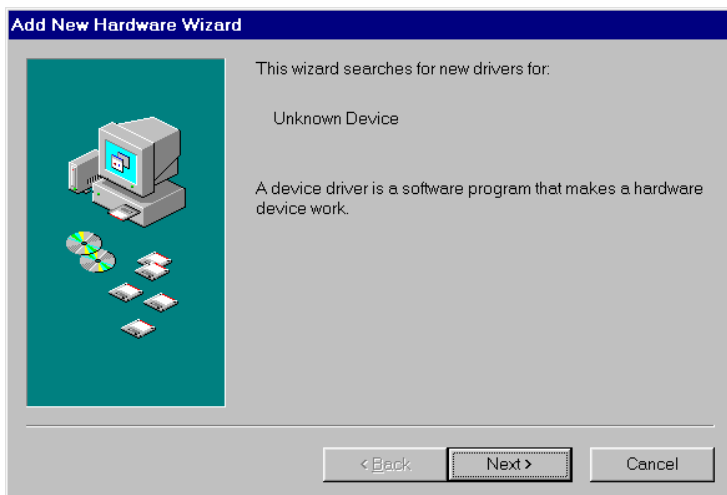 Add New Hardware Wizard
This wizard searches for new drivers for:
Unknown Device
A device driver is a software program that makes a hardware
device work.
< Back
Next >
Cancel